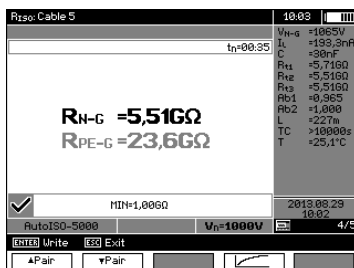 RISO: Cable 5
10:03
tn=00:35
RN-G =5,51GΩ
RPE-G=23,6GΩ
MIN=1,00GΩ
AutoISO-5000
Vn=1000V
VN-G =1065V
IL =193,3nA
C =30nF
Rt1 =5,71GΩ
Rt2 =5,51GΩ
Rt3 =5,51GΩ
Ab1 =0,965
Ab2 =1,000
L =227m
TC >10000s
T =25,1°C
2013.08.29
10:02
4/5
ENTER Write ESC Exit
▲Pair ▼Pair